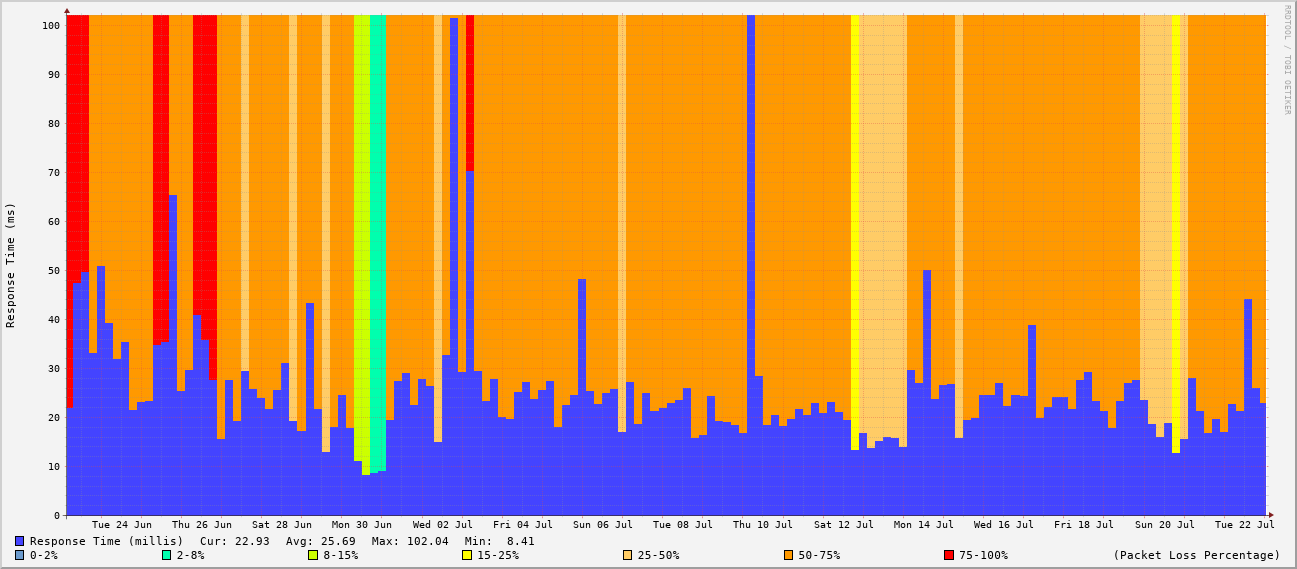 100
90
80
70
60
50
40
30
20
10
0
Response Time (ms)
RRDTOOL / TOBI OETIKER
Tue 24 Jun Thu 26 Jun Sat 28 Jun Mon 30 Jun Wed 02 Jul Fri 04 Jul Sun 06 Jul Tue 08 Jul Thu 10 Jul Sat 12 Jul Mon 14 Jul Wed 16 Jul Fri 18 Jul Sun 20 Jul Tue 22 Jul
Response Time (millis) Cur: 22.93 Avg: 25.69 Max: 102.04 Min: 8.41
0-2% 2-8% 8-15% 15-25% 25-50% 50-75% 75-100% (Packet Loss Percentage)